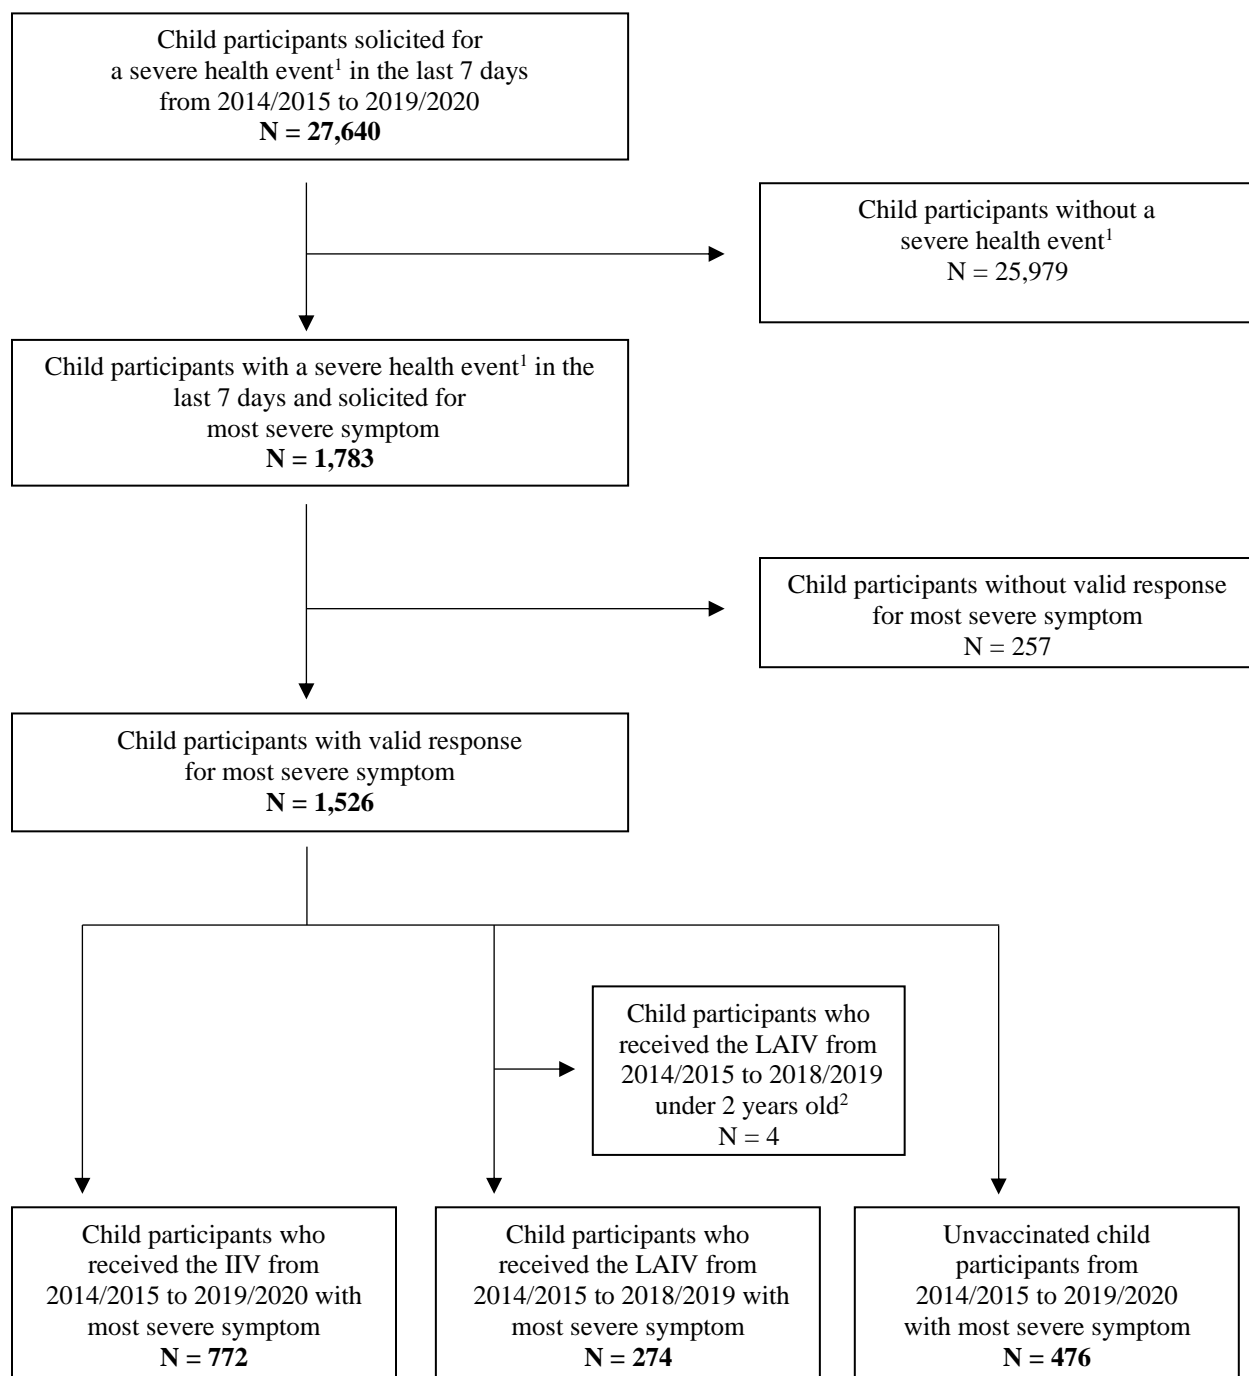 Child participants solicited for
a severe health event1 in the last 7 days
from 2014/2015 to 2019/2020
N = 27,640
Child participants without a
severe health event1
N = 25,979
Child participants with a severe health event1 in the
last 7 days and solicited for
most severe symptom
N = 1,783
Child participants without valid response
for most severe symptom
N = 257
Child participants with valid response
for most severe symptom
N = 1,526
Child participants who
received the LAIV from
2014/2015 to 2018/2019
under 2 years old2
N = 4
Child participants who
received the IIV from
2014/2015 to 2019/2020 with
most severe symptom
N = 772
Child participants who
received the LAIV from
2014/2015 to 2018/2019 with
most severe symptom
N = 274
Unvaccinated child
participants from
2014/2015 to 2019/2020
with most severe symptom
N = 476